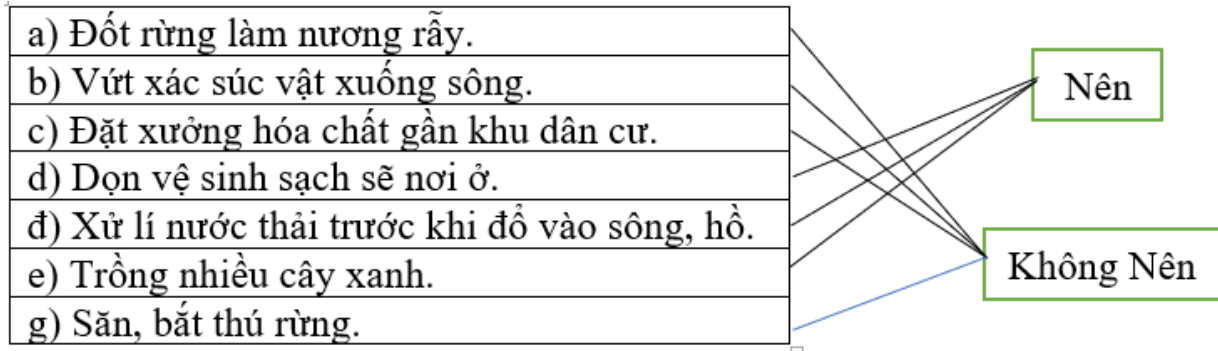 a) Đốt rừng làm nương rẫy.
b) Vứt xác súc vật xuống sông.
c) Đặt xưởng hóa chất gần khu dân cư.
d) Dọn vệ sinh sạch sẽ nơi ở.
đ) Xử lí nước thải trước khi đổ vào sông, hồ.
e) Trồng nhiều cây xanh.
g) Săn, bắt thú rừng.
Nên
Không Nên